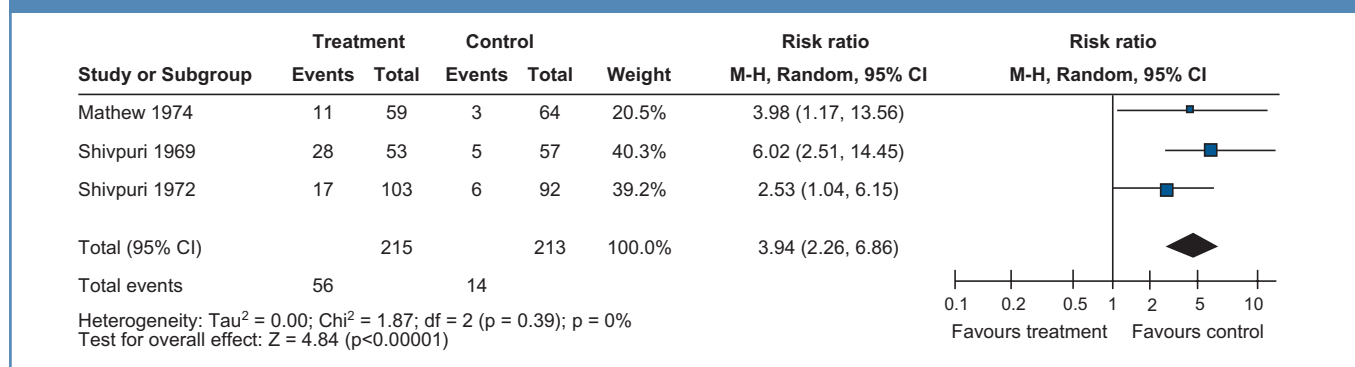 Treatment Control Risk ratio Risk ratio
Study or Subgroup Events Total Events Total Weight M-H, Random, 95% CI M-H, Random, 95% CI
Mathew 1974 11 59 3 64 20.5% 3.98 (1.17, 13.56)
Shivpuri 1969 28 53 5 57 40.3% 6.02 (2.51, 14.45)
Shivpuri 1972 17 103 6 92 39.2% 2.53 (1.04, 6.15)
Total (95% CI) 215 213 100.0% 3.94 (2.26, 6.86)
Total events 56 14
0.1 0.2 0.5 1 2 5 10
Heterogeneity: Tau² = 0.00; Chi² = 1.87; df = 2 (p = 0.39); p = 0%
Favours treatment Favours control
Test for overall effect: Z = 4.84 (p<0.00001)